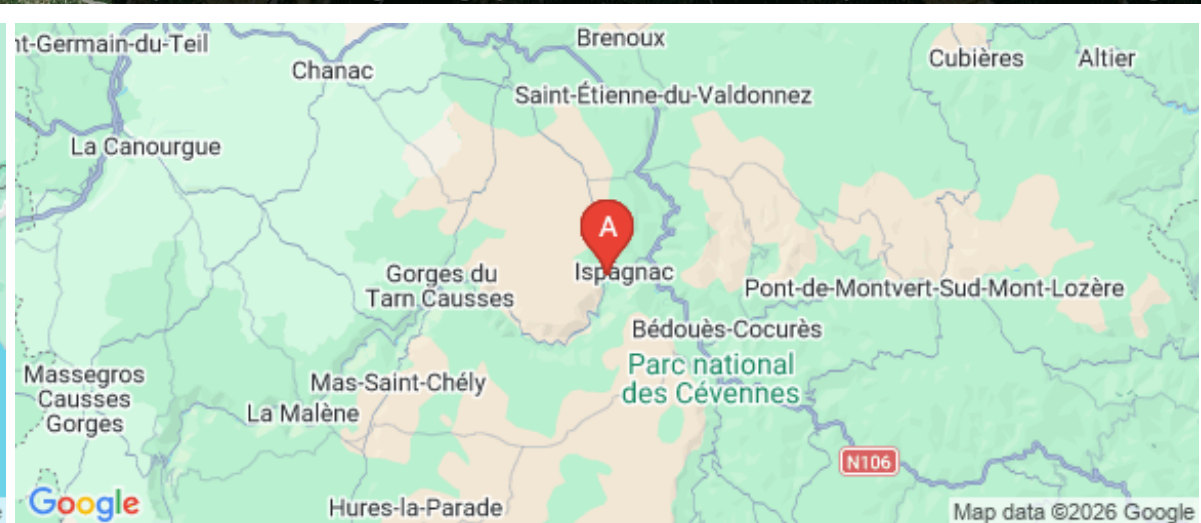 nt-Germain-du-Teil
Brenoux
Chanac
Cubières
Altier
Saint-Étienne-du-Valdonnez
La Canourgue
A
Gorges du
Tarn Causses
Ispagnac
Pont-de-Montvert-Sud-Mont-Lozère
Bédouès-Cocurès
Parc national
des Cévennes
Massegros
Causses
Gorges
Mas-Saint-Chély
La Malène
N106
Google
Hures-la-Parade
Map data ©2026 Google